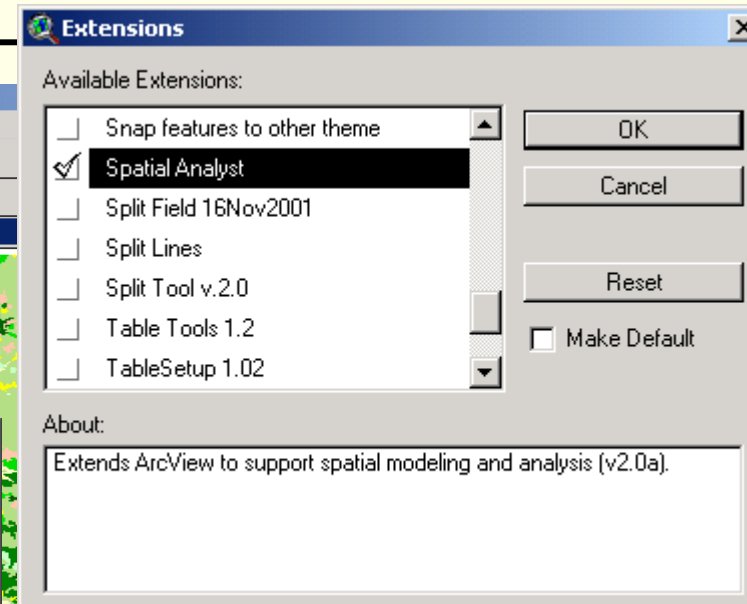 Extensions
Available Extensions:
Snap features to other theme
Spatial Analyst
Split Field 16Nov2001
Split Lines
Split Tool v.2.0
Table Tools 1.2
TableSetup 1.02
OK
Cancel
Reset
Make Default
About:
Extends ArcView to support spatial modeling and analysis (v2.0a).